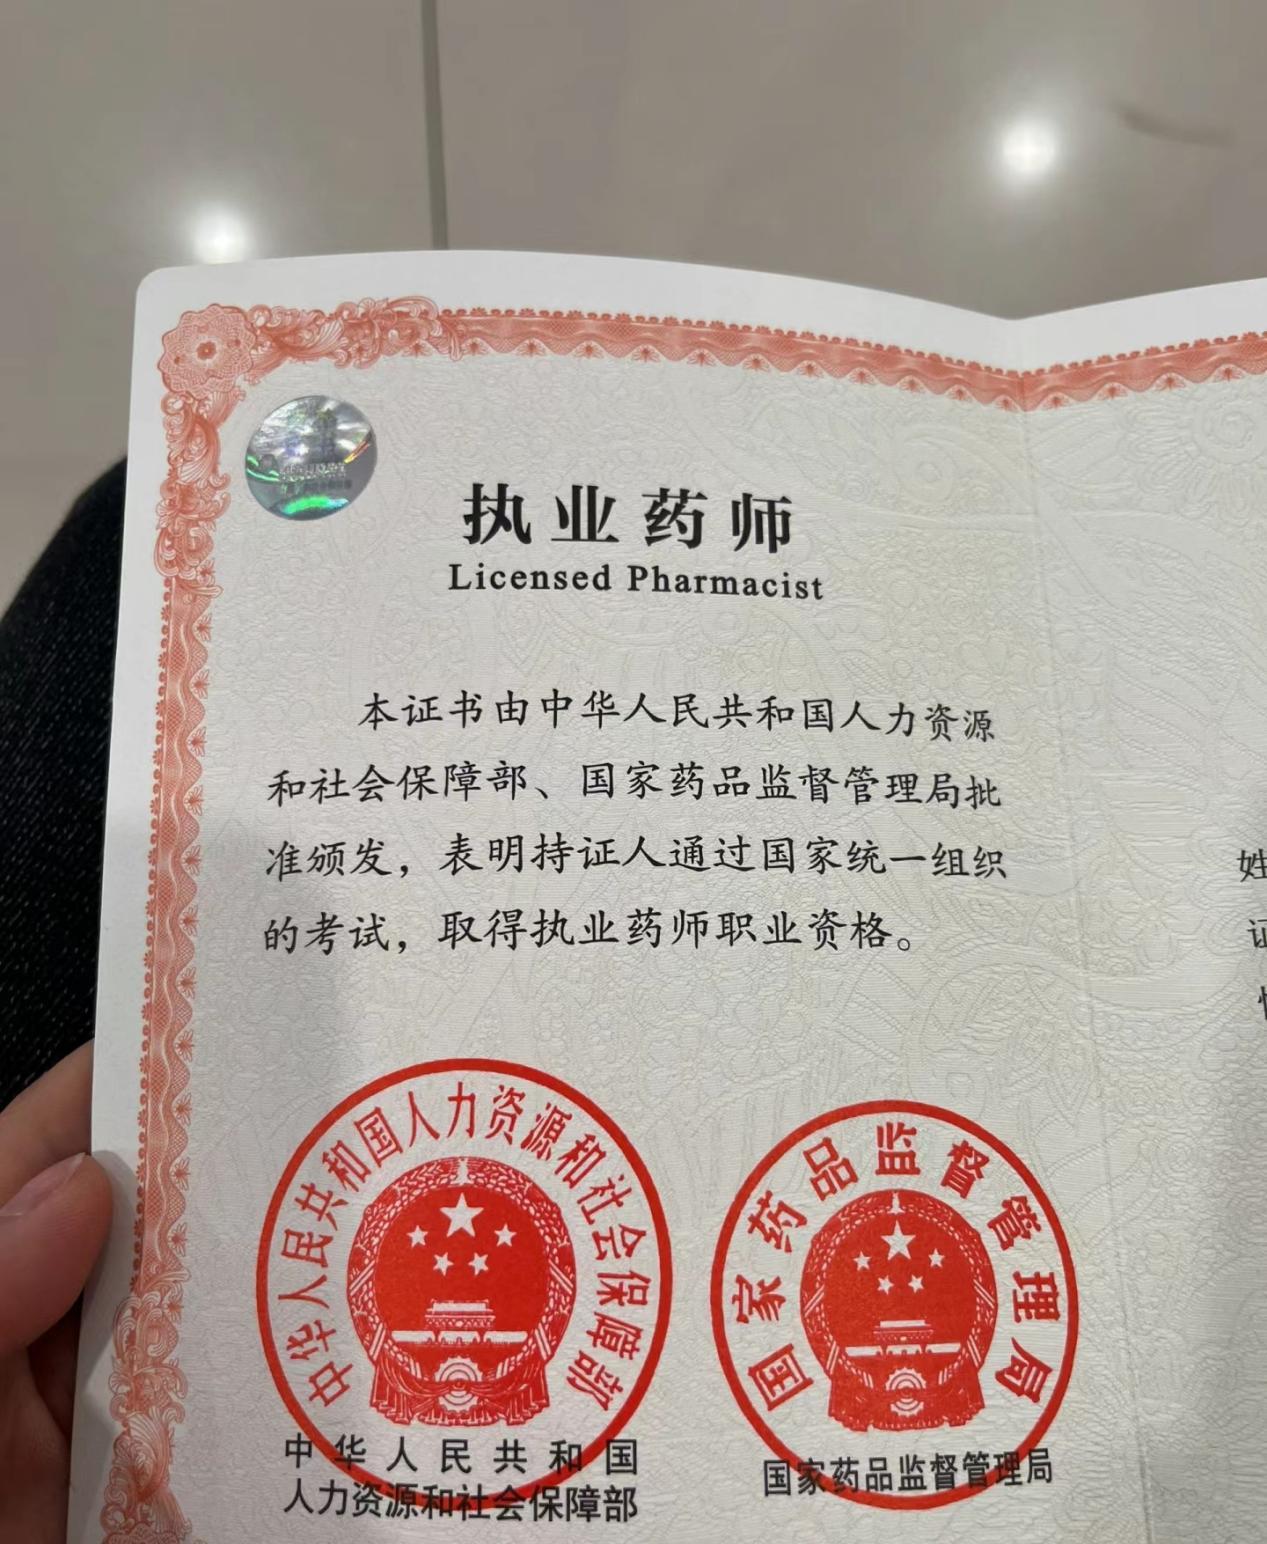 执业药师
Licensed Pharmacist
本证书由中华人民共和国人力资源
和社会保障部、国家药品监督管理局批
准颁发，表明持证人通过国家统一组织
的考试，取得执业药师职业资格。
中华人民共和国人力资源和社会保障部
中华人民共和国
人力资源和社会保障部
国家药品监督管理局
国家药品监督管理局
姓
证